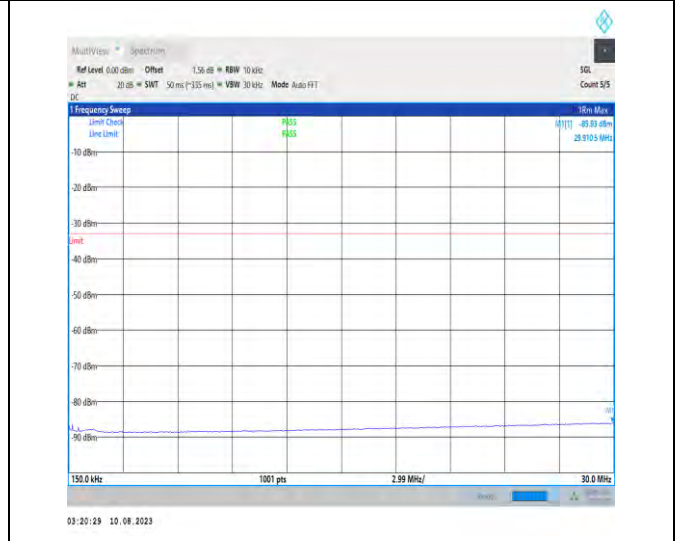 MultiView Spectrum
Ref Level 0.00 dBm Offset 1.56 dB RBW 10 kHz SGL
Att 20 dB SWT 50 ms (~335 ms) VBW 30 kHz Mode Auto FFT Count 5/5
DC
1 Frequency Sweep 1Rm Max
Limit Check PASS M1[1] -85.83 dBm
Line Limit PASS 29.9105 MHz
-10 dBm
-20 dBm
-30 dBm
Limit
-40 dBm
-50 dBm
-60 dBm
-70 dBm
-80 dBm
M1
-90 dBm
150.0 kHz 1001 pts 2.99 MHz/ 30.0 MHz
03:20:29 10.08.2023